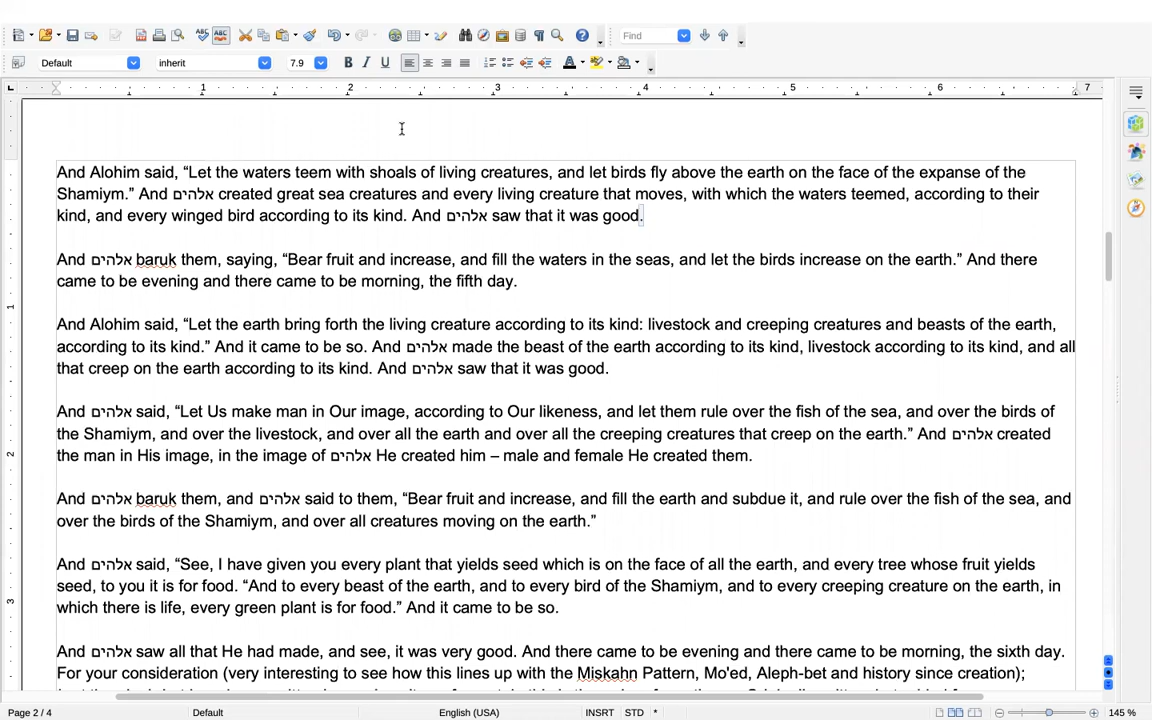 Find
Default
inherit
7.9
1 2 3 4 5 6 7
And Alohim said, “Let the waters teem with shoals of living creatures, and let birds fly above the earth on the face of the expanse of the
Shamiym.” And אלהים created great sea creatures and every living creature that moves, with which the waters teemed, according to their
kind, and every winged bird according to its kind. And אלהים saw that it was good.
And אלהים baruk them, saying, “Bear fruit and increase, and fill the waters in the seas, and let the birds increase on the earth.” And there
came to be evening and there came to be morning, the fifth day.
And Alohim said, “Let the earth bring forth the living creature according to its kind: livestock and creeping creatures and beasts of the earth,
according to its kind.” And it came to be so. And אלהים made the beast of the earth according to its kind, livestock according to its kind, and all
that creep on the earth according to its kind. And אלהים saw that it was good.
And אלהים said, “Let Us make man in Our image, according to Our likeness, and let them rule over the fish of the sea, and over the birds of
the Shamiym, and over the livestock, and over all the earth and over all the creeping creatures that creep on the earth.” And אלהים created
the man in His image, in the image of אלהים He created him – male and female He created them.
And אלהים baruk them, and אלהים said to them, “Bear fruit and increase, and fill the earth and subdue it, and rule over the fish of the sea, and
over the birds of the Shamiym, and over all creatures moving on the earth.”
And אלהים said, “See, I have given you every plant that yields seed which is on the face of all the earth, and every tree whose fruit yields
seed, to you it is for food. “And to every beast of the earth, and to every bird of the Shamiym, and to every creeping creature on the earth, in
which there is life, every green plant is for food.” And it came to be so.
And אלהים saw all that He had made, and see, it was very good. And there came to be evening and there came to be morning, the sixth day.
For your consideration (very interesting to see how this lines up with the Miskahn Pattern, Mo'ed, Aleph-bet and history since creation);
Page 2 / 4
Default
English (USA)
INSRT
STD
*
145 %